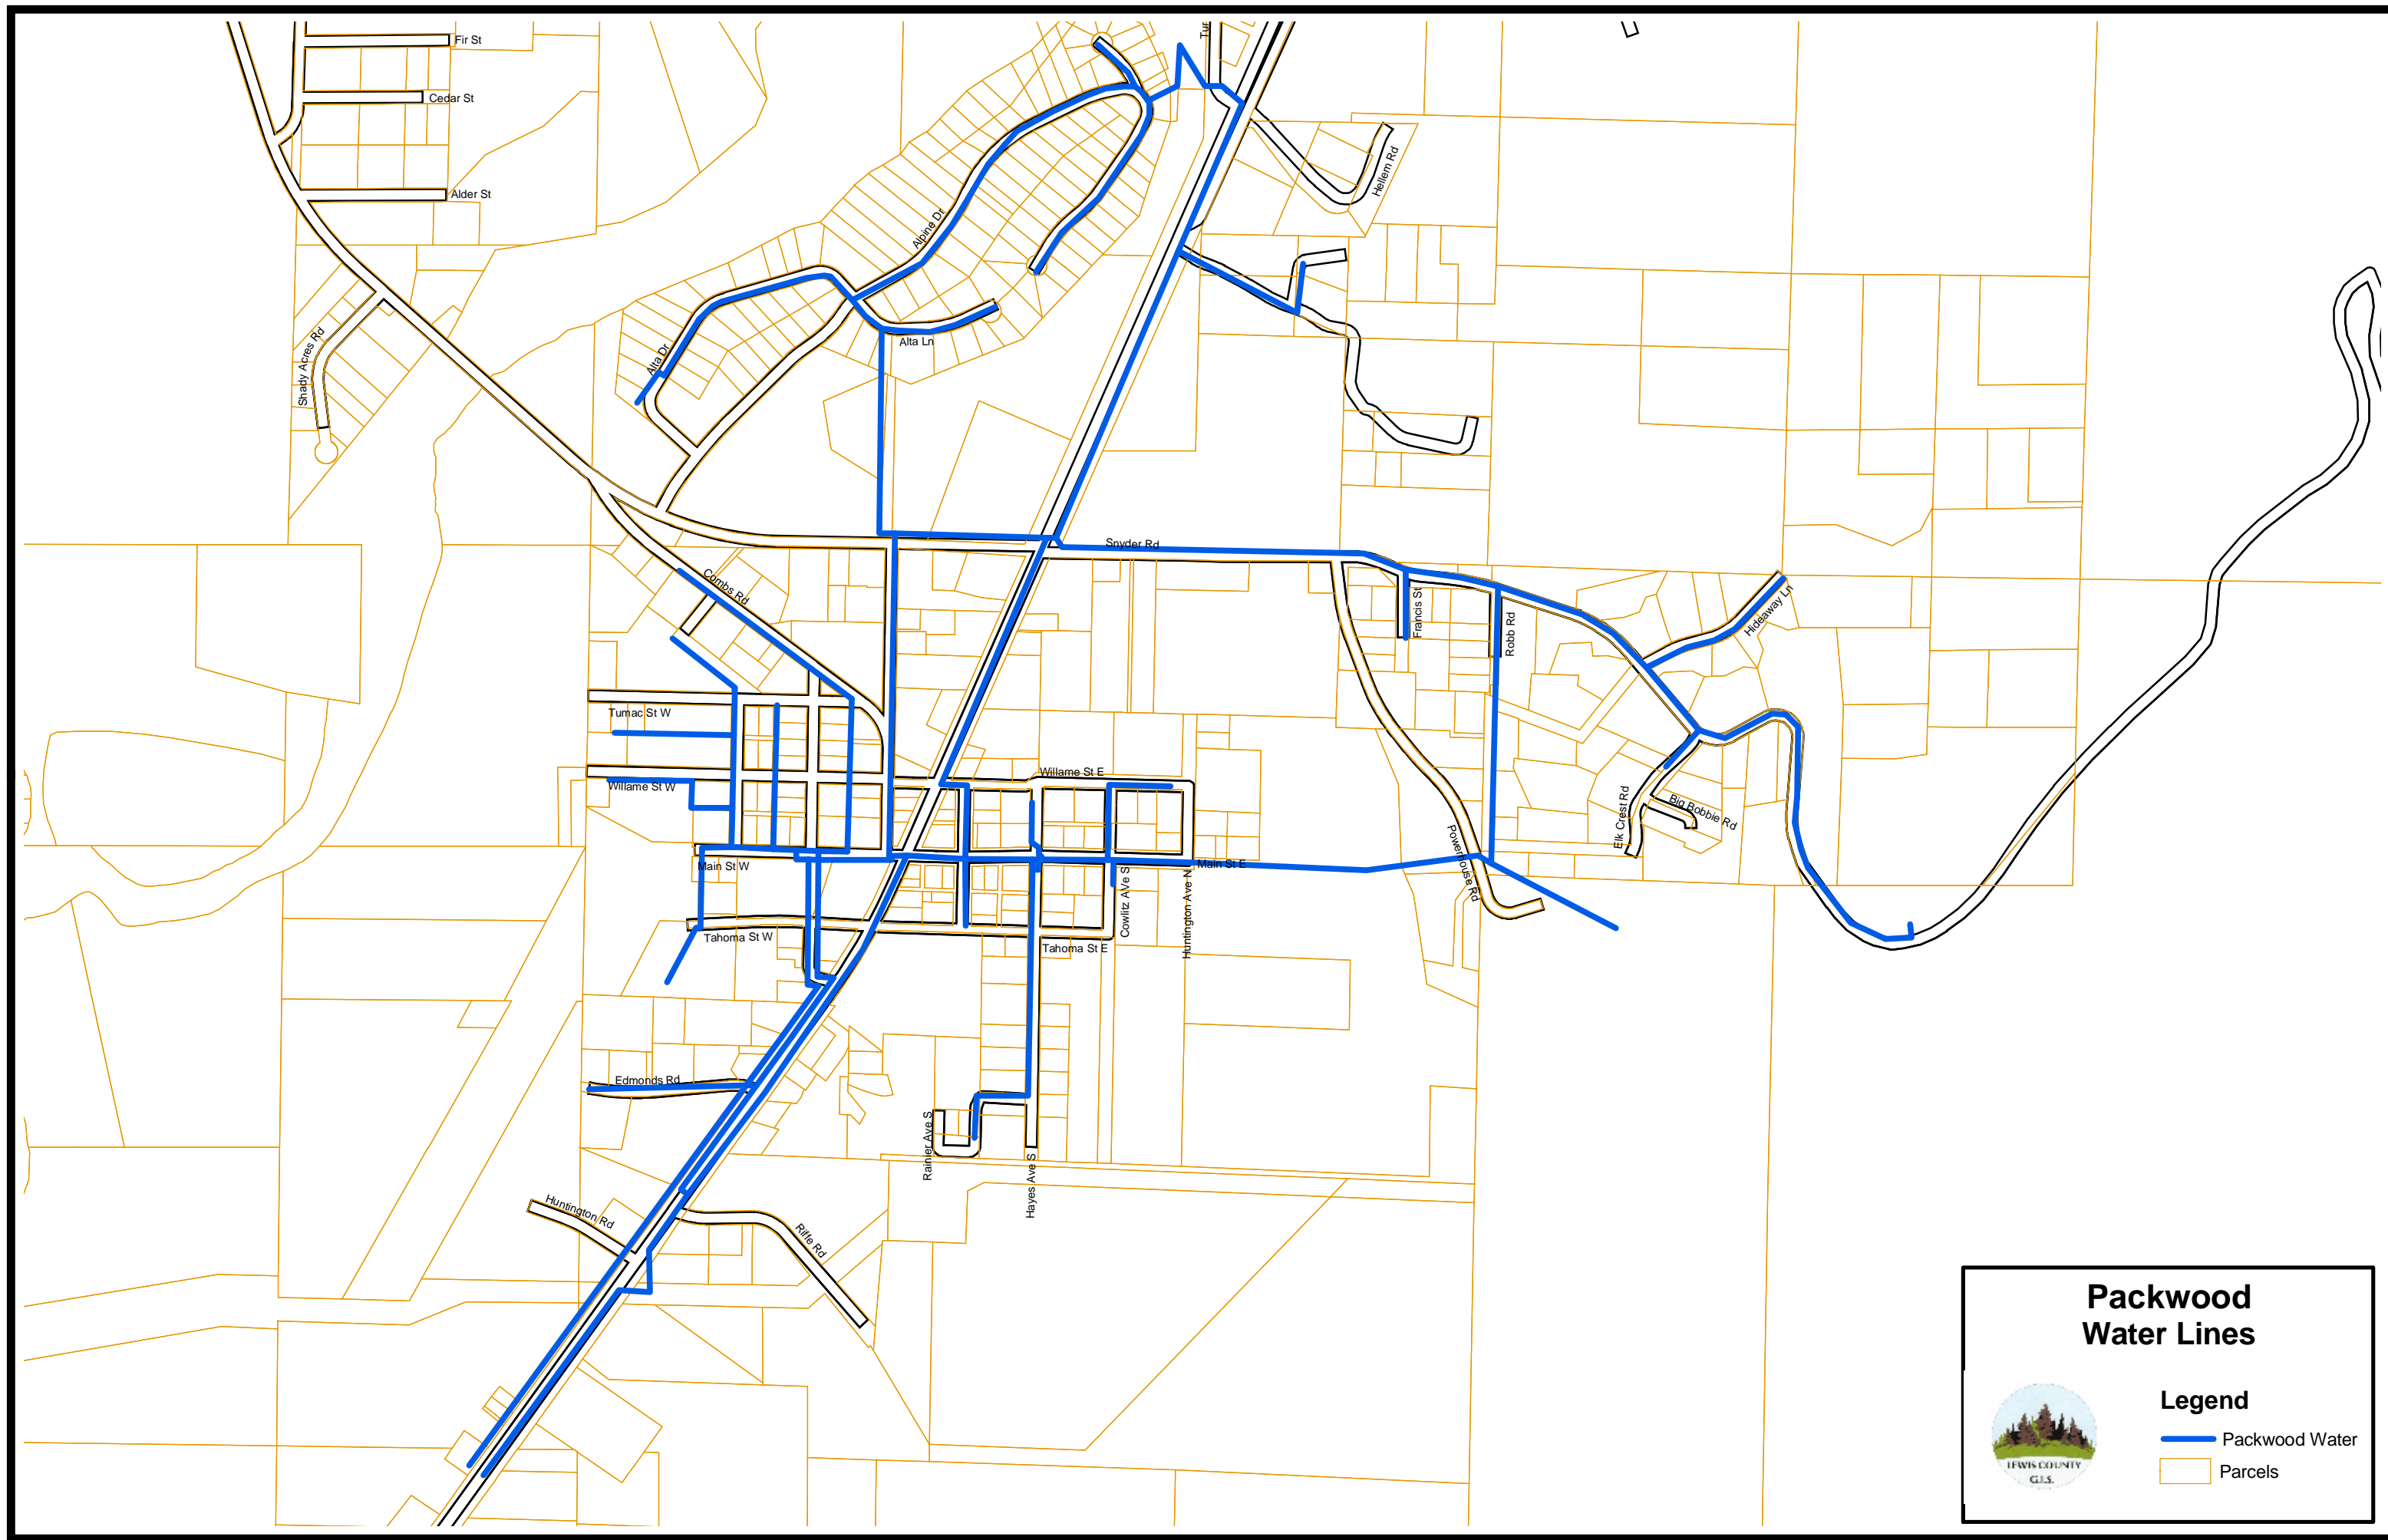 Fir St
Tur
Cedar St
Hellem Rd
Alder St
Alpine Dr
Shady Acres Rd
Alta Dr
Alta Ln
Snyder Rd
Combs Rd
Francis St
Robb Rd
Hideaway Ln
Tumac St W
Willame St E
Willame St W
Big Bobbie Rd
Elk Crest Rd
Main St W
Main St E
Powerhouse Rd
Cowlitz AVe S
Huntington Ave N
Tahoma St W
Tahoma St E
Edmonds Rd
Rainier Ave S
Hayes Ave S
Huntington Rd
Riffe Rd
Packwood
Water Lines
Legend
Packwood Water
Parcels
LEWIS COUNTY
G.I.S.